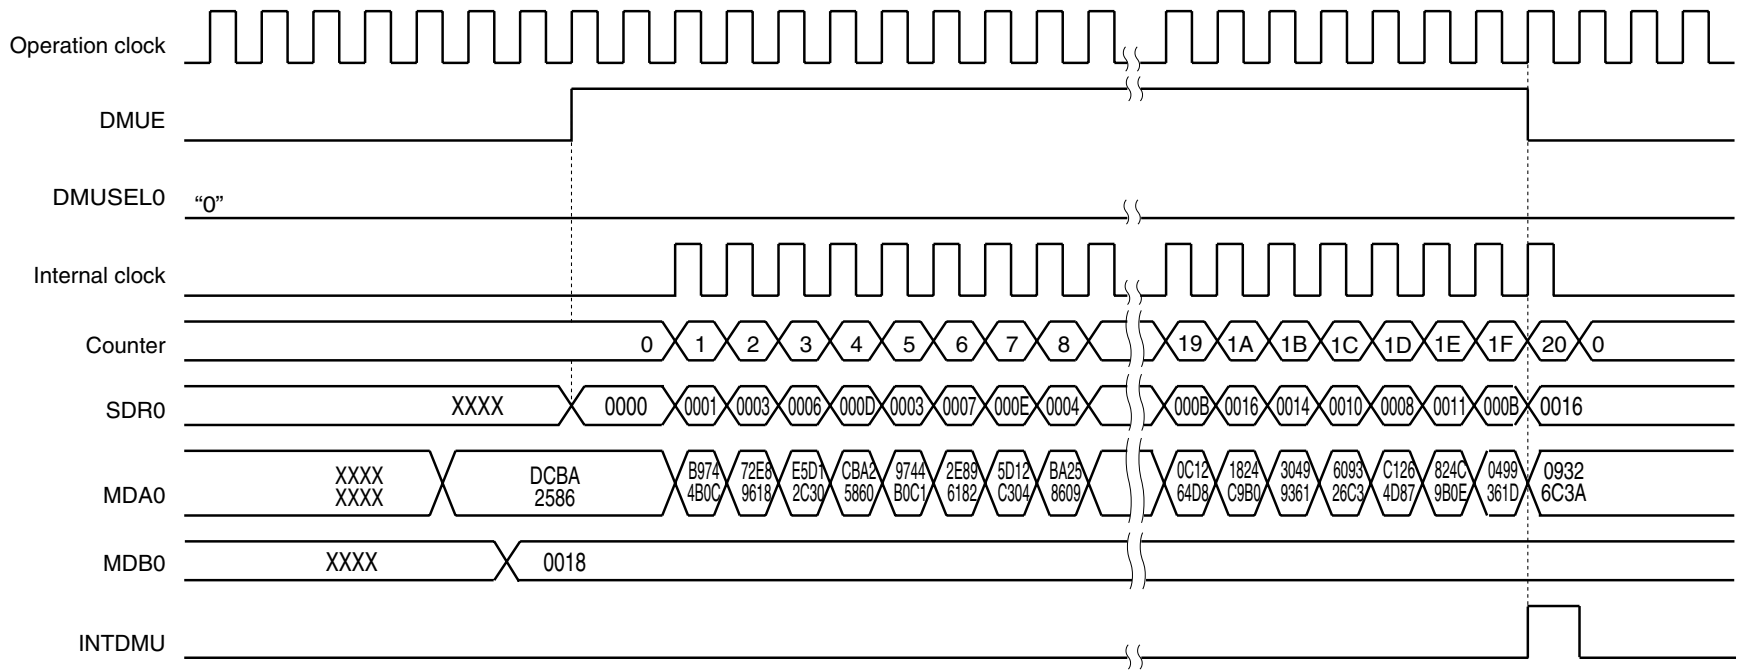 Operation clock
DMUE
DMUSEL0 “0”
Internal clock
Counter 0 1 2 3 4 5 6 7 8 19 1A 1B 1C 1D 1E 1F 20 0
SDR0 XXXX 0000 0001 0003 0006 000D 0003 0007 000E 0004 000B 0016 0014 0010 0008 0011 000B 0016
XXXX DCBA B974 72E8 E5D1 CBA2 9744 2E89 5D12 BA25 0C12 1824 3049 6093 C126 824C 0499 0932
MDA0 XXXX 2586 4B0C 9618 2C30 5860 B0C1 6182 C304 8609 64D8 C9B0 9361 26C3 4D87 9B0E 361D 6C3A
MDB0 XXXX 0018
INTDMU